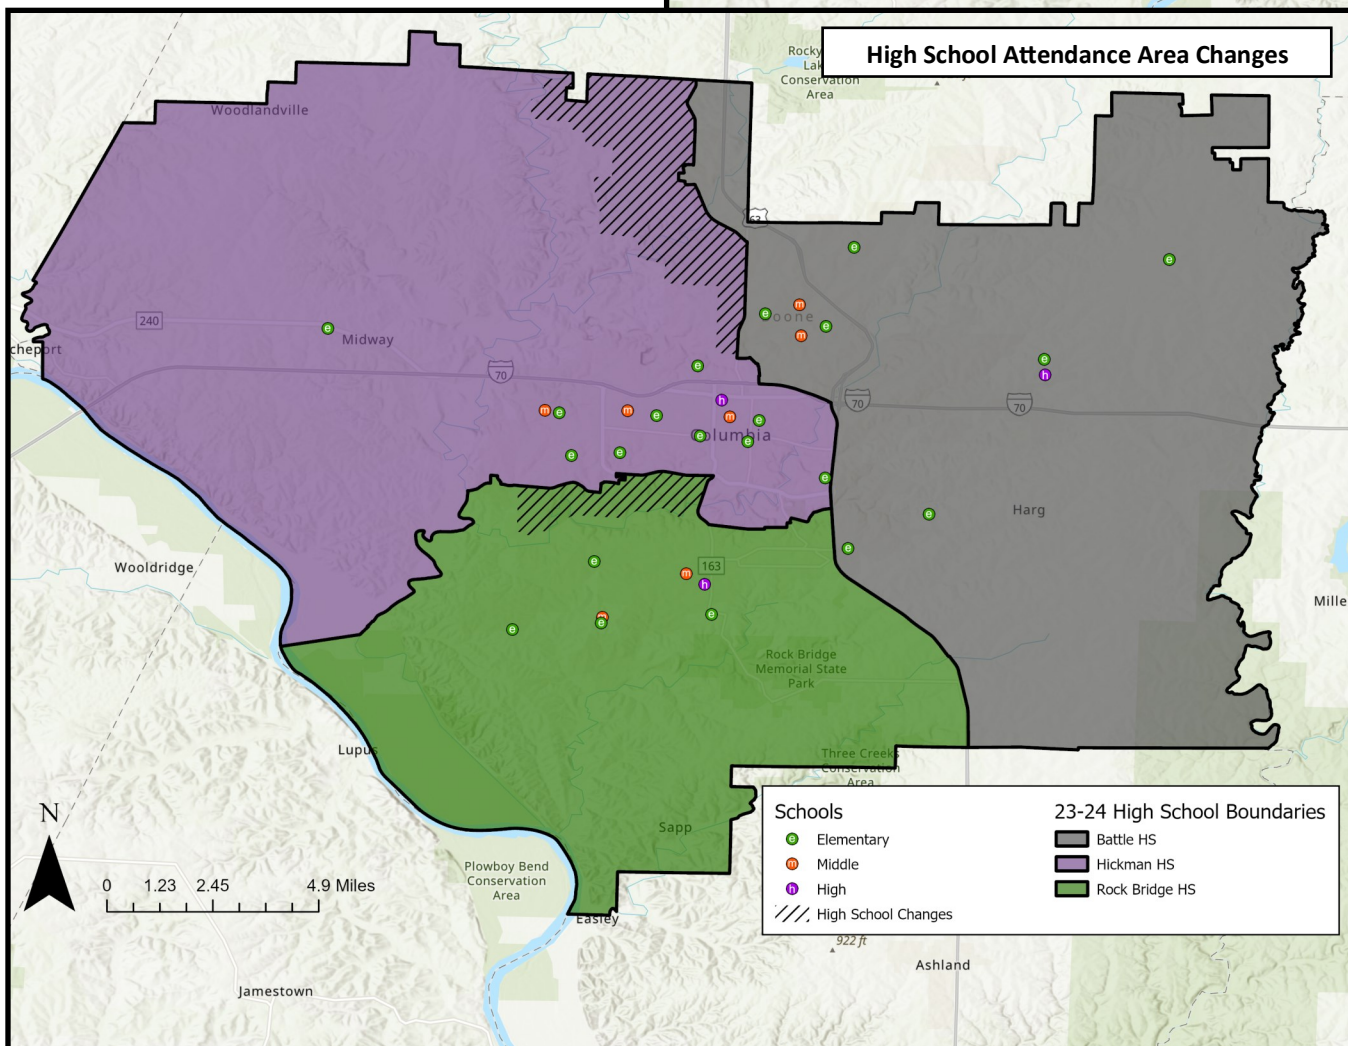 High School Attendance Area Changes
Rocky
Lak
Conservation
Area
Woodlandville
63
240
Midway
cheport
70
oone
70
70
Columbia
Harg
Wooldridge
163
Mille
Rock Bridge
Memorial State
Park
Lupus
Three Creeks
Conservation
Area
Sapp
Plowboy Bend
Conservation
Area
Easley
N
0 1.23 2.45 4.9 Miles
Schools
e Elementary
m Middle
h High
High School Changes
23-24 High School Boundaries
Battle HS
Hickman HS
Rock Bridge HS
922 ft
Ashland
Jamestown